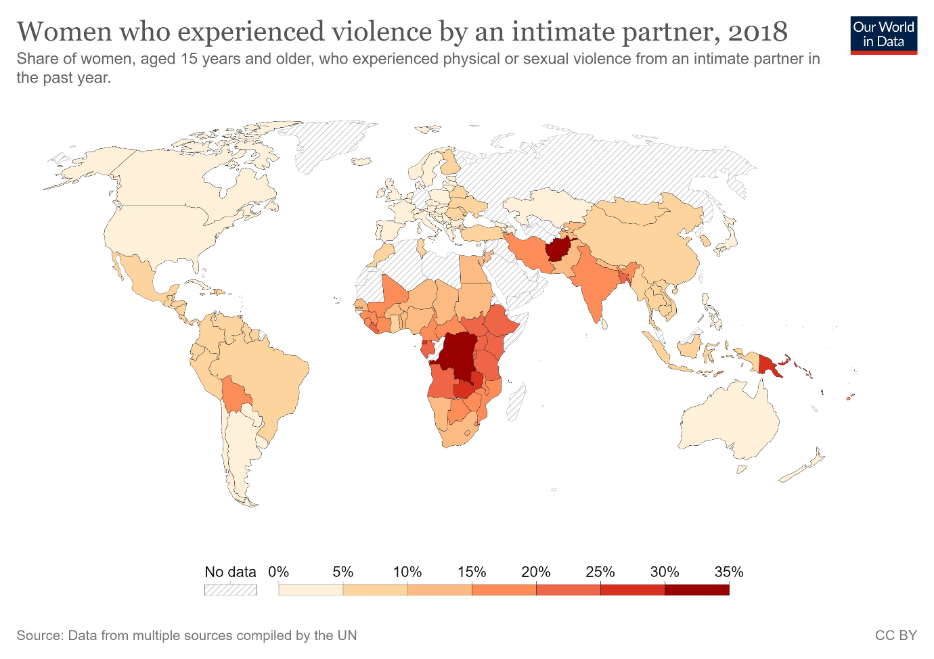 Women who experienced violence by an intimate partner, 2018
Our World
in Data
Share of women, aged 15 years and older, who experienced physical or sexual violence from an intimate partner in
the past year.
No data 0% 5% 10% 15% 20% 25% 30% 35%
Source: Data from multiple sources compiled by the UN
CC BY